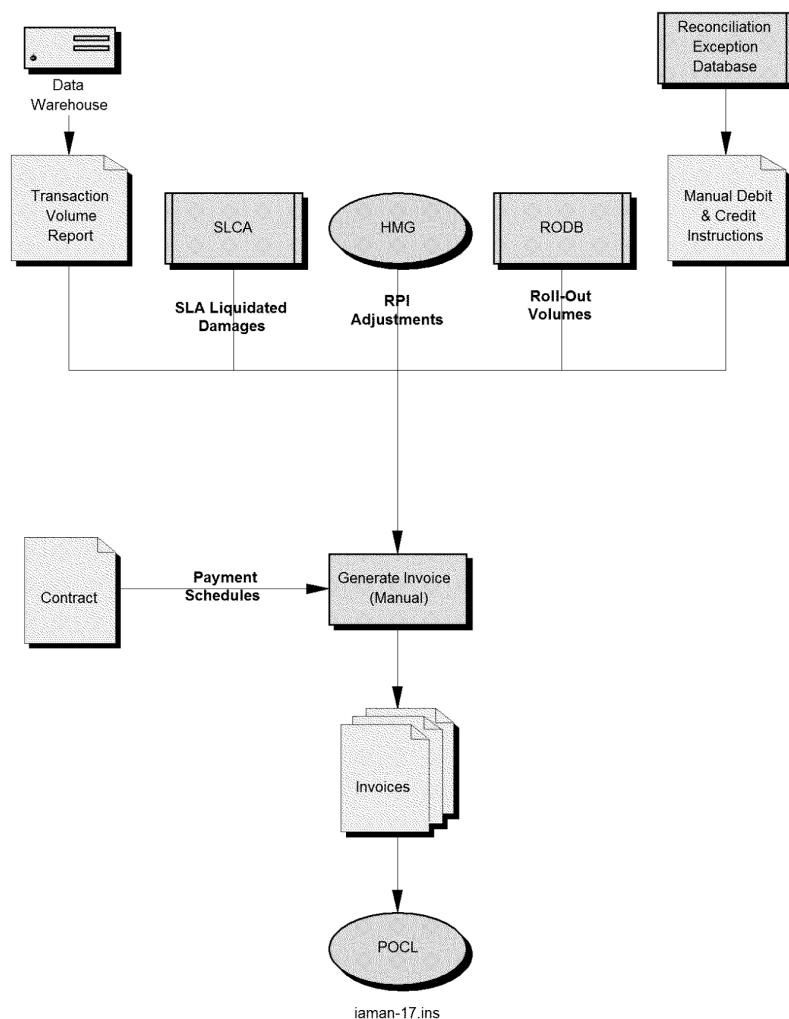 Reconciliation
Exception
Database
Data
Warehouse
Transaction
Volume
Report
SLCA
HMG
RODB
Manual Debit
& Credit
Instructions
SLA Liquidated
Damages
RPI
Adjustments
Roll-Out
Volumes
Contract
Payment
Schedules
Generate Invoice
(Manual)
Invoices
POCL
iaman-17.ins